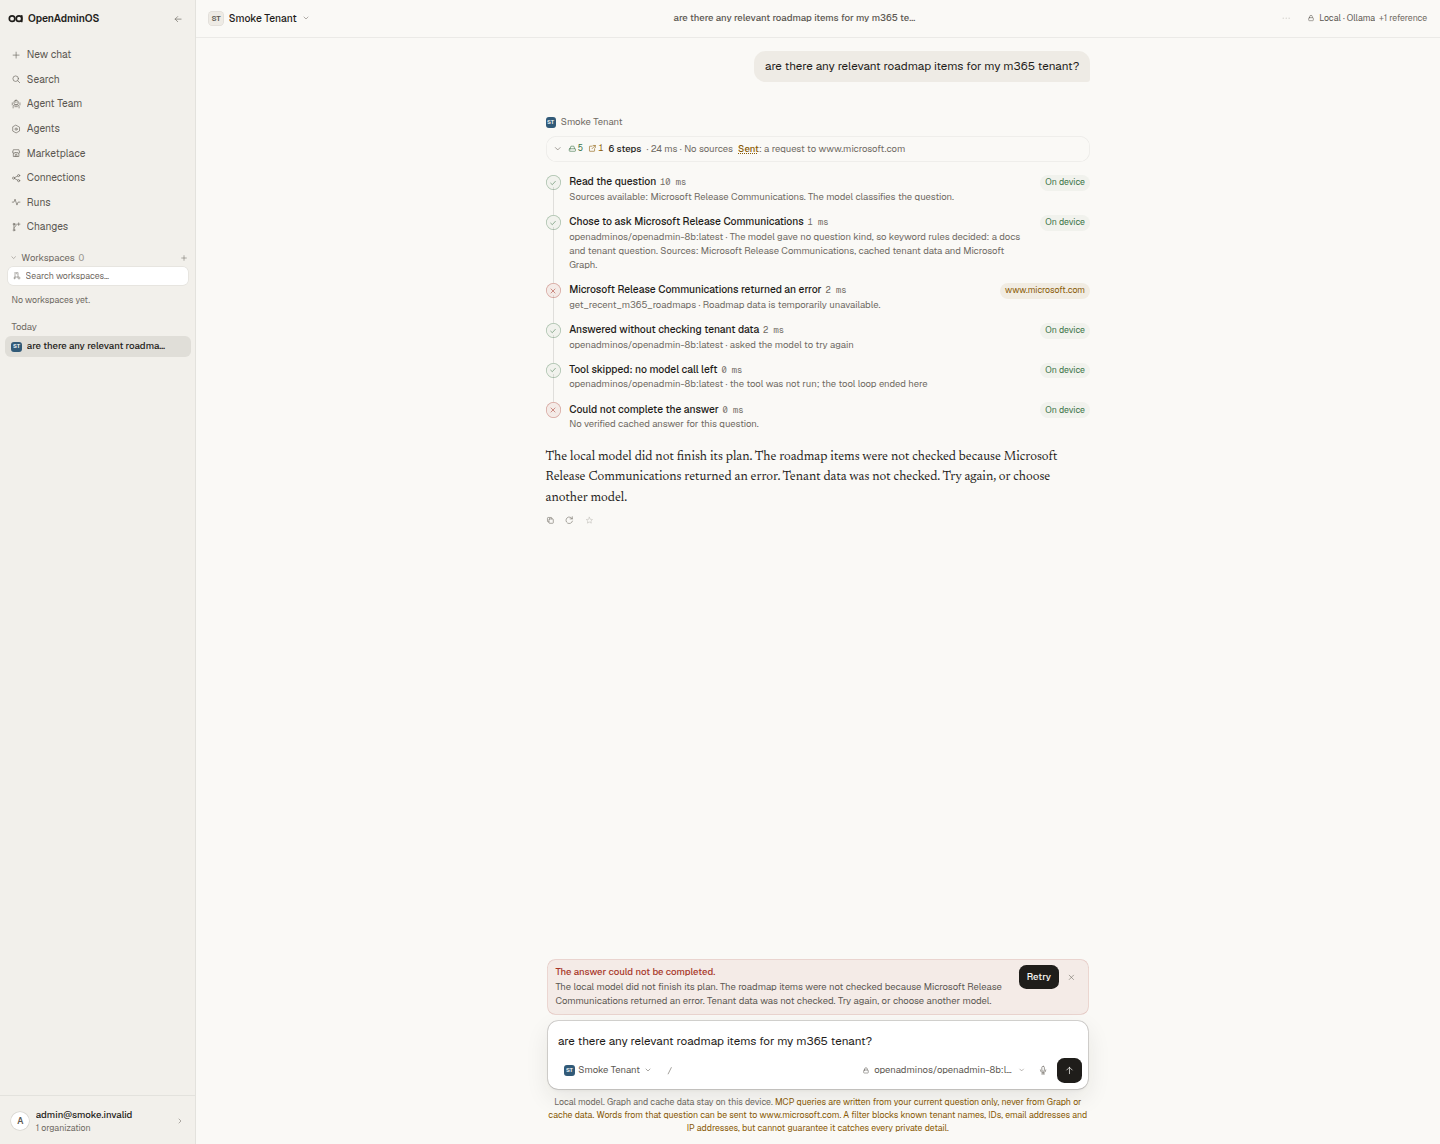 OpenAdminOS
New chat
Search
Agent Team
Agents
Marketplace
Connections
Runs
Changes
Workspaces 0
Search workspaces...
No workspaces yet.
Today
ST are there any relevant roadma...
A admin@smoke.invalid
1 organization
ST Smoke Tenant
are there any relevant roadmap items for my m365 te...
Local · Ollama +1 reference
are there any relevant roadmap items for my m365 tenant?
ST Smoke Tenant
5 1 6 steps · 24 ms · No sources Sent: a request to www.microsoft.com
Read the question 10 ms On device
Sources available: Microsoft Release Communications. The model classifies the question.
Chose to ask Microsoft Release Communications 1 ms On device
openadminos/openadmin-8b:latest · The model gave no question kind, so keyword rules decided: a docs
and tenant question. Sources: Microsoft Release Communications, cached tenant data and Microsoft
Graph.
Microsoft Release Communications returned an error 2 ms www.microsoft.com
get_recent_m365_roadmaps · Roadmap data is temporarily unavailable.
Answered without checking tenant data 2 ms On device
openadminos/openadmin-8b:latest · asked the model to try again
Tool skipped: no model call left 0 ms On device
openadminos/openadmin-8b:latest · the tool was not run; the tool loop ended here
Could not complete the answer 0 ms On device
No verified cached answer for this question.
The local model did not finish its plan. The roadmap items were not checked because Microsoft
Release Communications returned an error. Tenant data was not checked. Try again, or choose
another model.
The answer could not be completed.
The local model did not finish its plan. The roadmap items were not checked because Microsoft Release
Communications returned an error. Tenant data was not checked. Try again, or choose another model.
Retry
are there any relevant roadmap items for my m365 tenant?
ST Smoke Tenant / openadminos/openadmin-8b:l...
Local model. Graph and cache data stay on this device. MCP queries are written from your current question only, never from Graph or
cache data. Words from that question can be sent to www.microsoft.com. A filter blocks known tenant names, IDs, email addresses and
IP addresses, but cannot guarantee it catches every private detail.